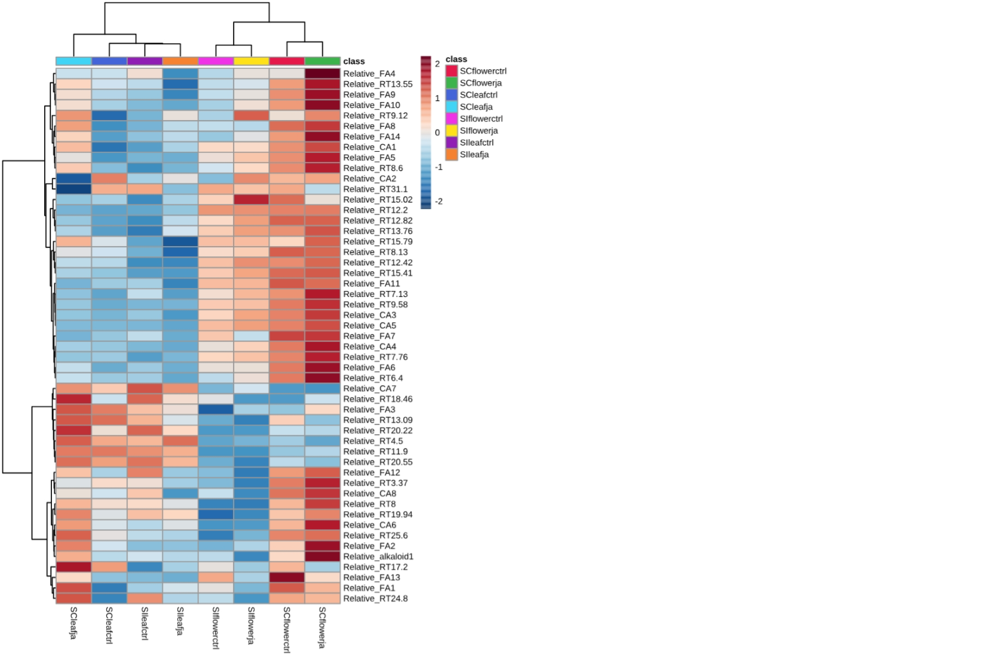 class
Relative_FA4
Relative_RT13.55
Relative_FA9
Relative_FA10
Relative_RT9.12
Relative_FA8
Relative_FA14
Relative_CA1
Relative_FA5
Relative_RT8.6
Relative_CA2
Relative_RT31.1
Relative_RT15.02
Relative_RT12.2
Relative_RT12.82
Relative_RT13.76
Relative_RT15.79
Relative_RT8.13
Relative_RT12.42
Relative_RT15.41
Relative_FA11
Relative_RT7.13
Relative_RT9.58
Relative_CA3
Relative_CA5
Relative_FA7
Relative_CA4
Relative_RT7.76
Relative_FA6
Relative_RT6.4
Relative_CA7
Relative_RT18.46
Relative_FA3
Relative_RT13.09
Relative_RT20.22
Relative_RT4.5
Relative_RT11.9
Relative_RT20.55
Relative_FA12
Relative_RT3.37
Relative_CA8
Relative_RT8
Relative_RT19.94
Relative_CA6
Relative_RT25.6
Relative_FA2
Relative_alkaloid1
Relative_RT17.2
Relative_FA13
Relative_FA1
Relative_RT24.8
2
1
0
-1
-2
class
SCflowerctrl
SCflowerja
SCleafctrl
SCleafja
SIflowerctrl
SIflowerja
SIleafctrl
SIleafja
SCleafja
SCleafctrl
SIleafctrl
SIleafja
SIflowerctrl
SIflowerja
SCflowerctrl
SCflowerja